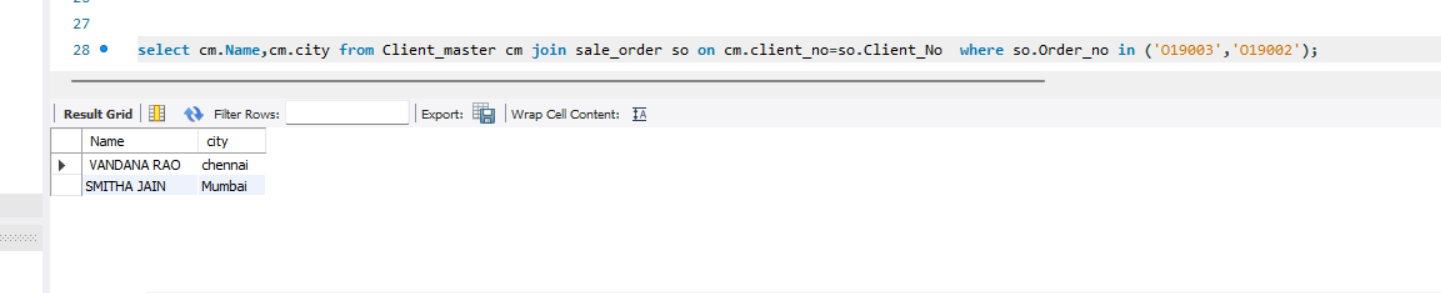 27
28 select cm.Name,cm.city from Client_master cm join sale_order so on cm.client_no=so.Client_No  where so.Order_no in ('O19003','O19002');
Result Grid Filter Rows: Export: Wrap Cell Content: IA
Name city
VANDANA RAO chennai
SMITHA JAIN Mumbai